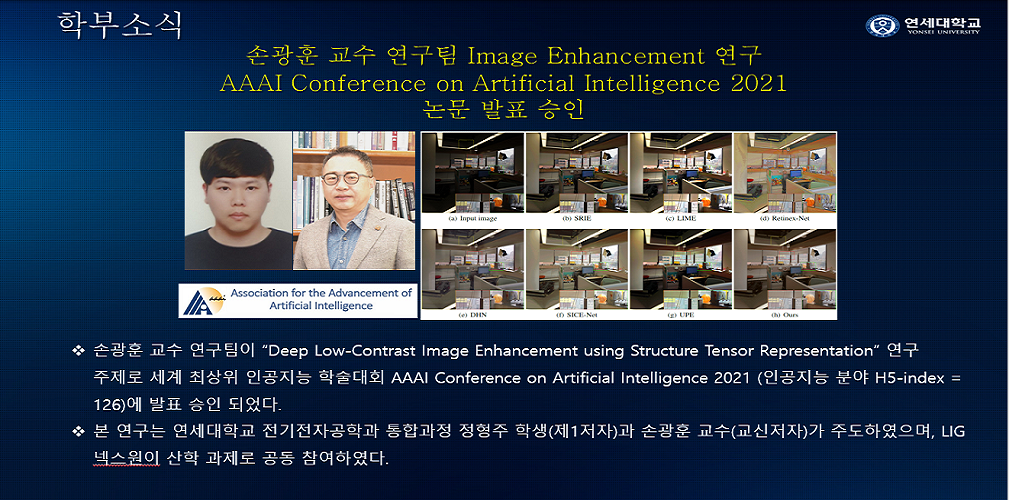 학부소식
연세대학교
YONSEI UNIVERSITY
손광훈 교수 연구팀 Image Enhancement 연구
AAAI Conference on Artificial Intelligence 2021
논문 발표 승인
(a) Input image
(b) SRIE
(c) LIME
(d) Retinex-Net
(e) DHN
(f) SICE-Net
(g) UPE
(h) Ours
Association for the Advancement of
Artificial Intelligence
❖ 손광훈 교수 연구팀이 “Deep Low-Contrast Image Enhancement using Structure Tensor Representation” 연구
주제로 세계 최상위 인공지능 학술대회 AAAI Conference on Artificial Intelligence 2021 (인공지능 분야 H5-index =
126)에 발표 승인 되었다.
❖ 본 연구는 연세대학교 전기전자공학과 통합과정 정형주 학생(제1저자)과 손광훈 교수(교신저자)가 주도하였으며, LIG
넥스원이 산학 과제로 공동 참여하였다.